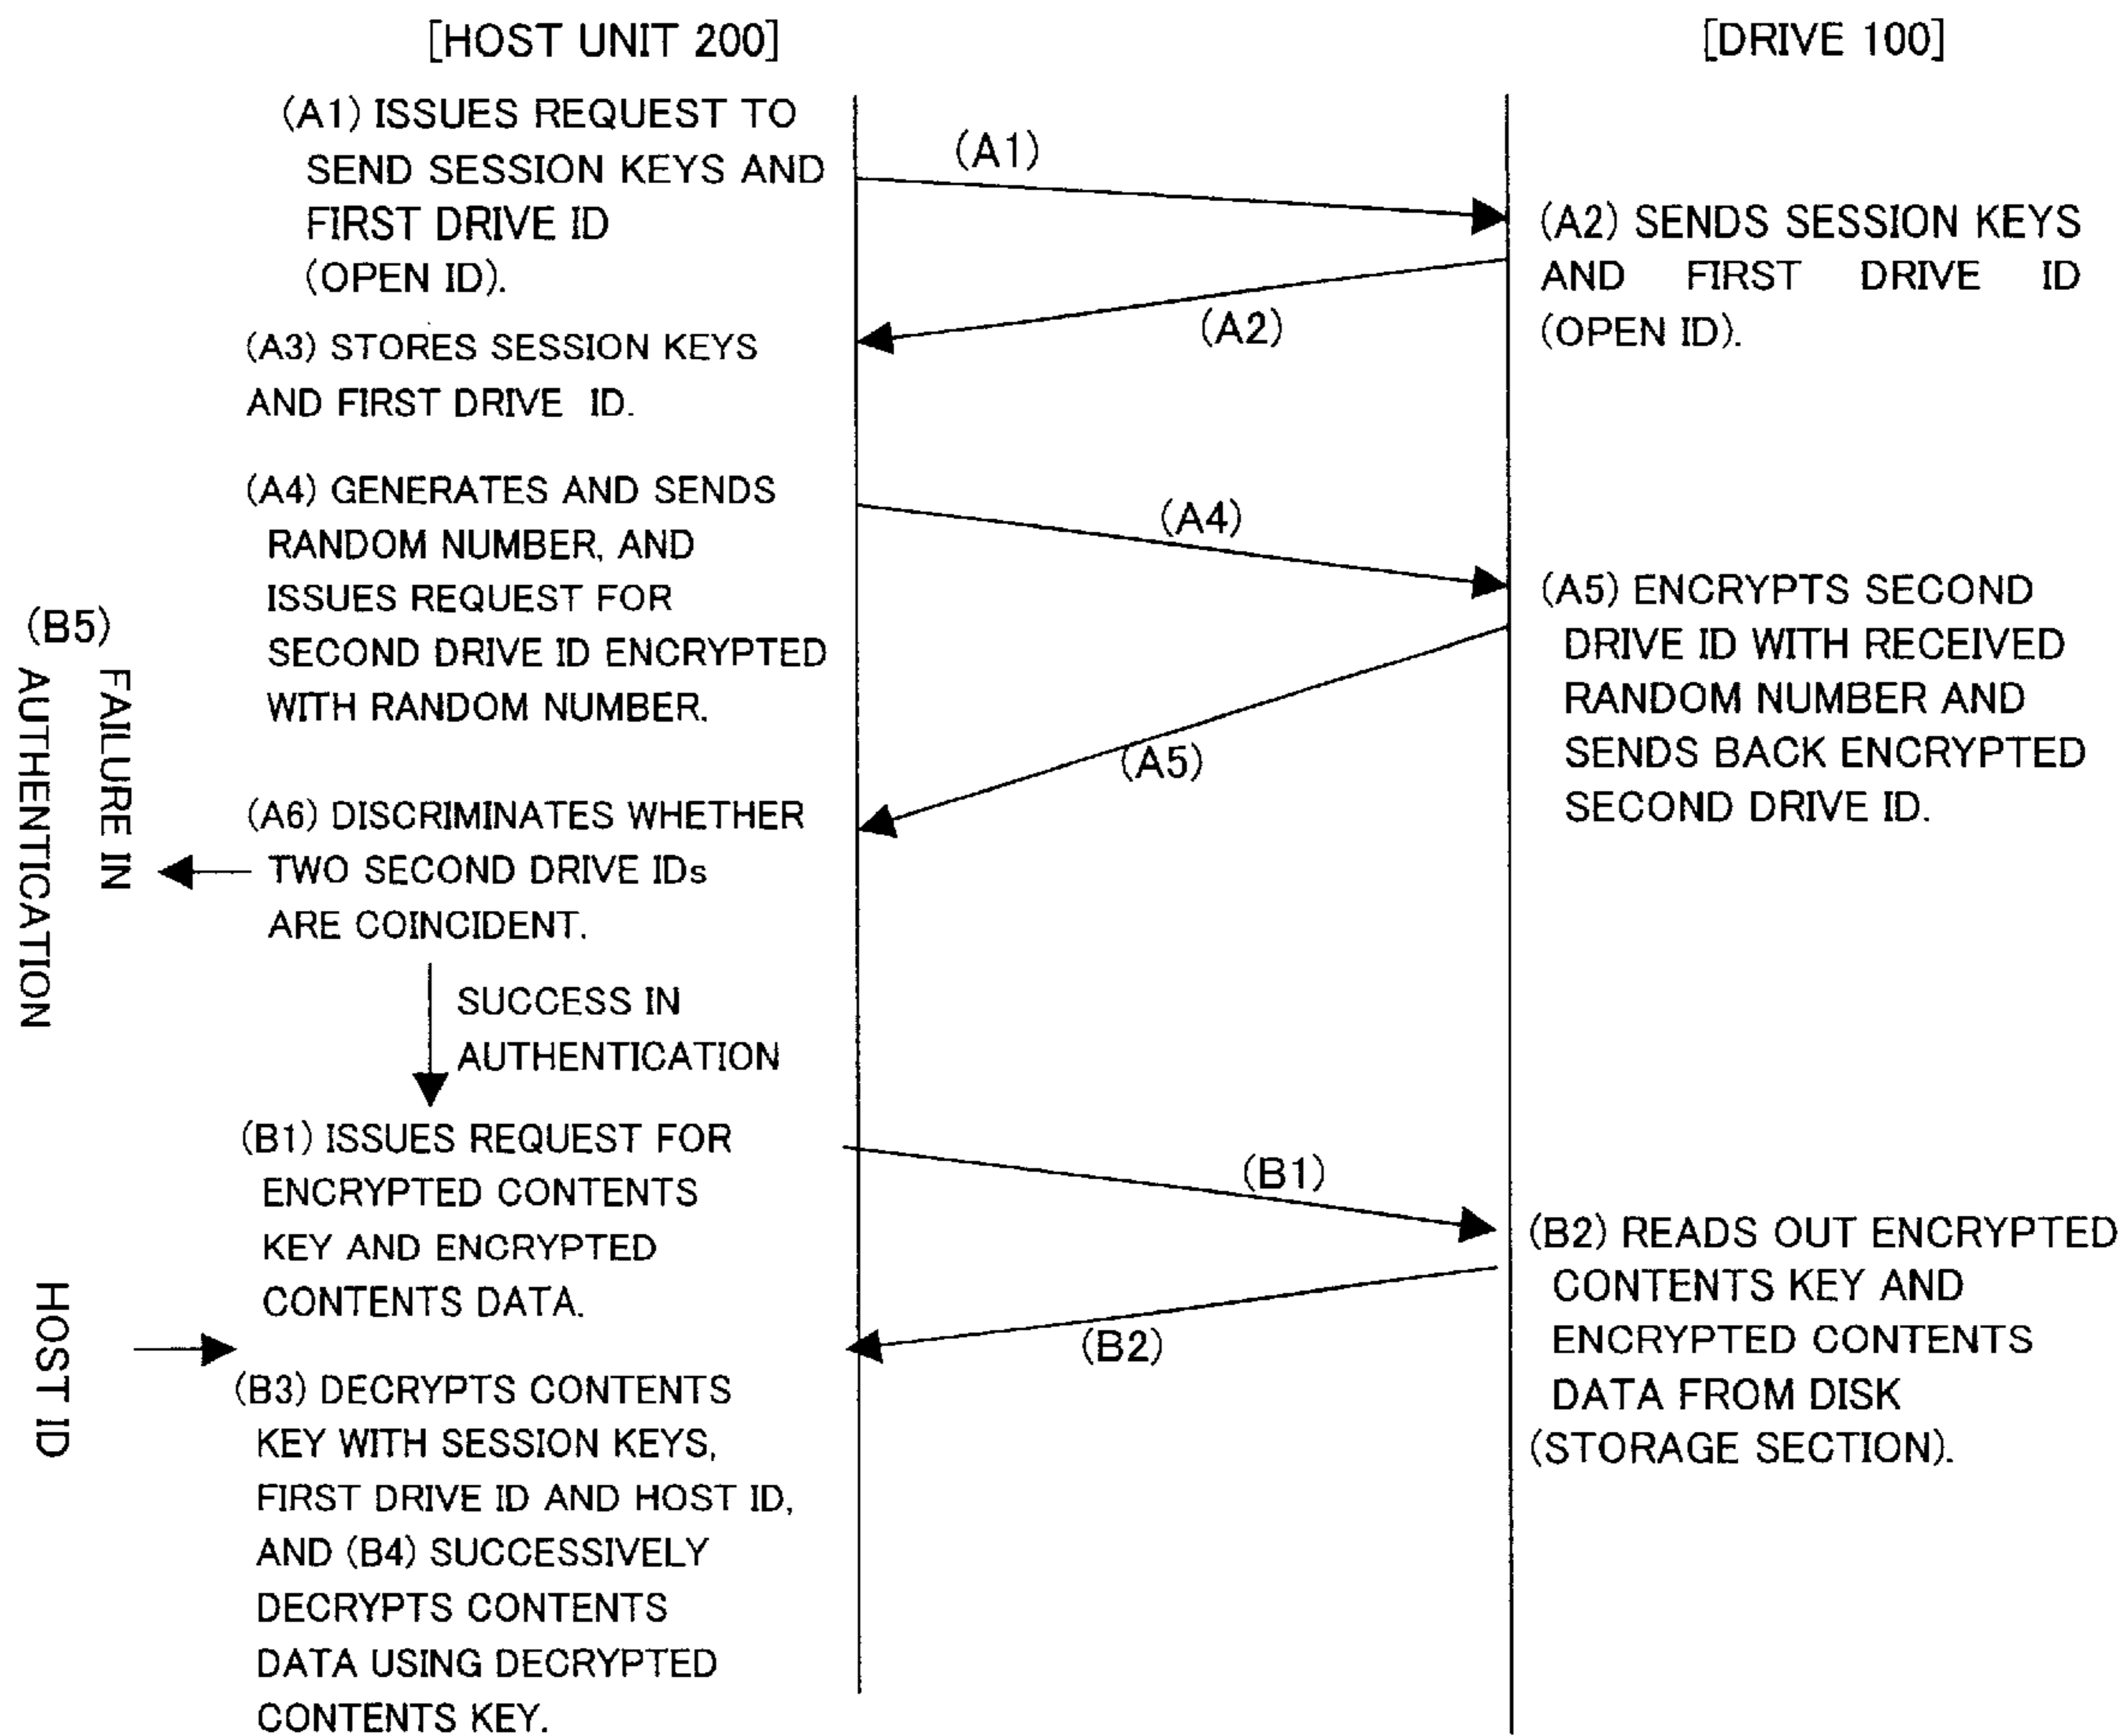 [HOST UNIT 200]
[DRIVE 100]
(A1) ISSUES REQUEST TO
SEND SESSION KEYS AND
FIRST DRIVE ID
(OPEN ID).
(A1)
(A2) SENDS SESSION KEYS
AND FIRST DRIVE ID
(OPEN ID).
(A2)
(A3) STORES SESSION KEYS
AND FIRST DRIVE ID.
(A4) GENERATES AND SENDS
RANDOM NUMBER, AND
ISSUES REQUEST FOR
SECOND DRIVE ID ENCRYPTED
WITH RANDOM NUMBER.
(A4)
(A5) ENCRYPTS SECOND
DRIVE ID WITH RECEIVED
RANDOM NUMBER AND
SENDS BACK ENCRYPTED
SECOND DRIVE ID.
(A5)
(A6) DISCRIMINATES WHETHER
TWO SECOND DRIVE IDs
ARE COINCIDENT.
(B5)
FAILURE IN
AUTHENTICATION
SUCCESS IN
AUTHENTICATION
(B1) ISSUES REQUEST FOR
ENCRYPTED CONTENTS
KEY AND ENCRYPTED
CONTENTS DATA.
(B1)
(B2) READS OUT ENCRYPTED
CONTENTS KEY AND
ENCRYPTED CONTENTS
DATA FROM DISK
(STORAGE SECTION).
(B2)
HOST ID
(B3) DECRYPTS CONTENTS
KEY WITH SESSION KEYS,
FIRST DRIVE ID AND HOST ID,
AND (B4) SUCCESSIVELY
DECRYPTS CONTENTS
DATA USING DECRYPTED
CONTENTS KEY.